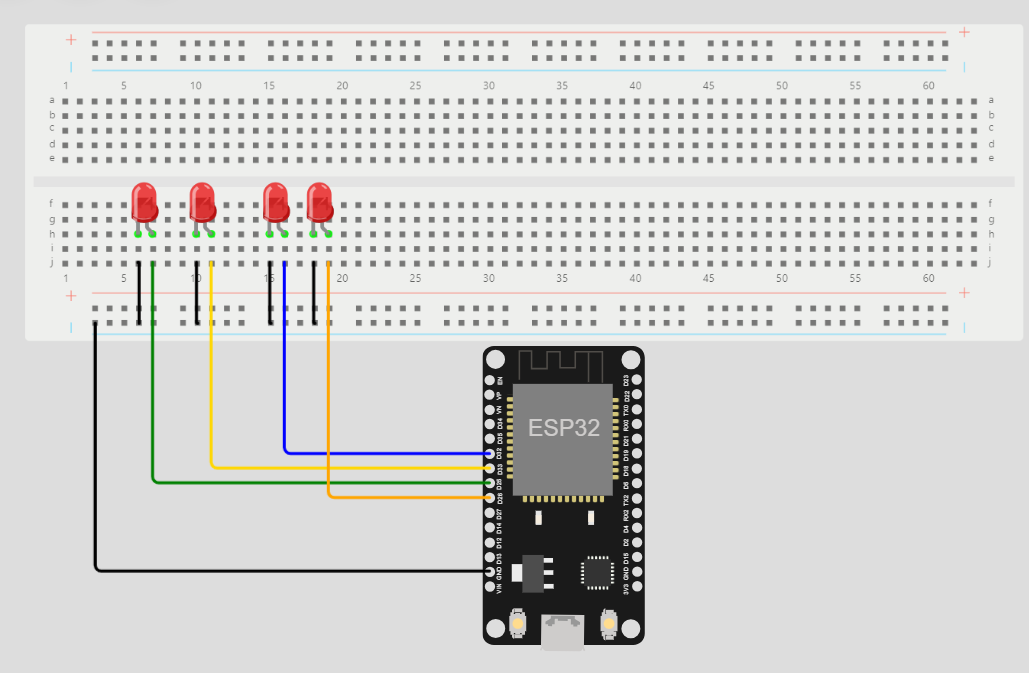 + +
1 5 10 15 20 25 30 35 40 45 50 55 60
a a
b b
c c
d d
e e
f f
g g
h h
i i
j j
1 5 10 15 20 25 30 35 40 45 50 55 60
+ +
ESP32
EN D23
VP D22
VN TX0
D34 RX0
D35 D21
D32 D19
D33 D18
D25 D5
D26 TX2
D27 RX2
D14 D4
D12 D2
D13 D15
GND GND
VIN 3V3